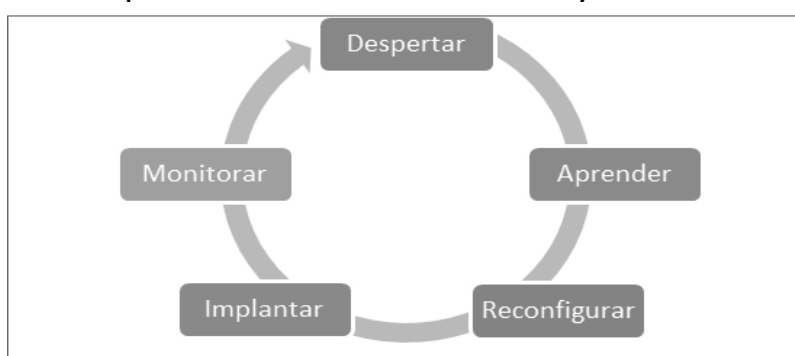 Despertar
Aprender
Reconfigurar
Implantar
Monitorar